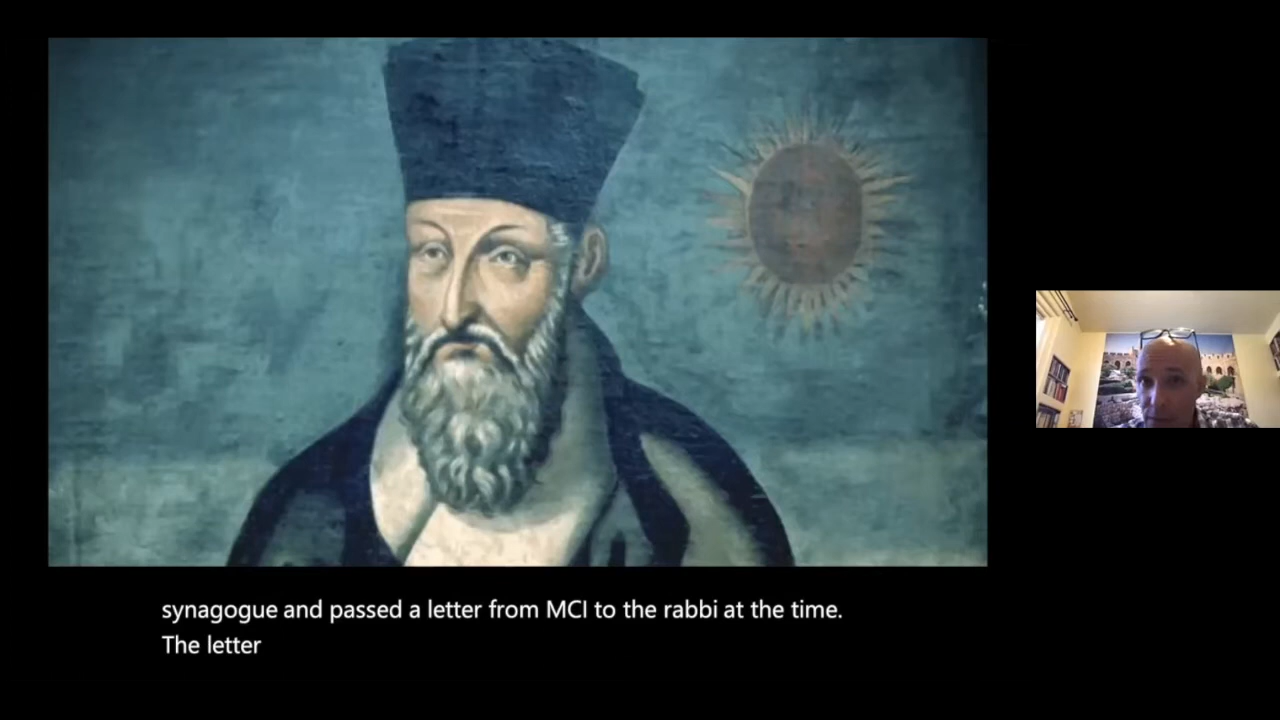 synagogue and passed a letter from MCI to the rabbi at the time.
The letter